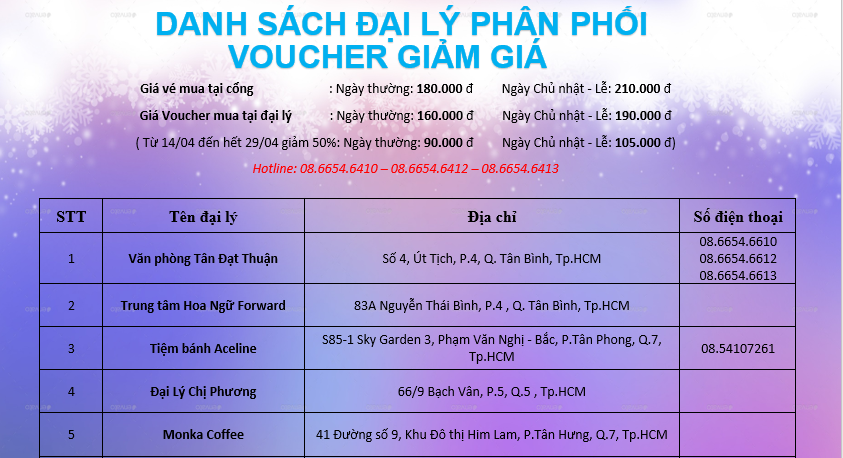 DANH SÁCH ĐẠI LÝ PHÂN PHỐI
VOUCHER GIẢM GIÁ
Giá vé mua tại cổng : Ngày thường: 180.000 đ Ngày Chủ nhật - Lễ: 210.000 đ
Giá Voucher mua tại đại lý : Ngày thường: 160.000 đ Ngày Chủ nhật - Lễ: 190.000 đ
( Từ 14/04 đến hết 29/04 giảm 50%: Ngày thường: 90.000 đ Ngày Chủ nhật - Lễ: 105.000 đ)
Hotline: 08.6654.6410 – 08.6654.6412 – 08.6654.6413
STT Tên đại lý Địa chỉ Số điện thoại
1 Văn phòng Tân Đạt Thuận Số 4, Út Tịch, P.4, Q. Tân Bình, Tp.HCM 08.6654.6610
08.6654.6612
08.6654.6613
2 Trung tâm Hoa Ngữ Forward 83A Nguyễn Thái Bình, P.4 , Q. Tân Bình, Tp.HCM
3 Tiệm bánh Aceline S85-1 Sky Garden 3, Phạm Văn Nghị - Bắc, P.Tân Phong, Q.7, 08.54107261
Tp.HCM
4 Đại Lý Chị Phương 66/9 Bạch Vân, P.5, Q.5 , Tp.HCM
5 Monka Coffee 41 Đường số 9, Khu Đô thị Him Lam, P.Tân Hưng, Q.7, Tp.HCM